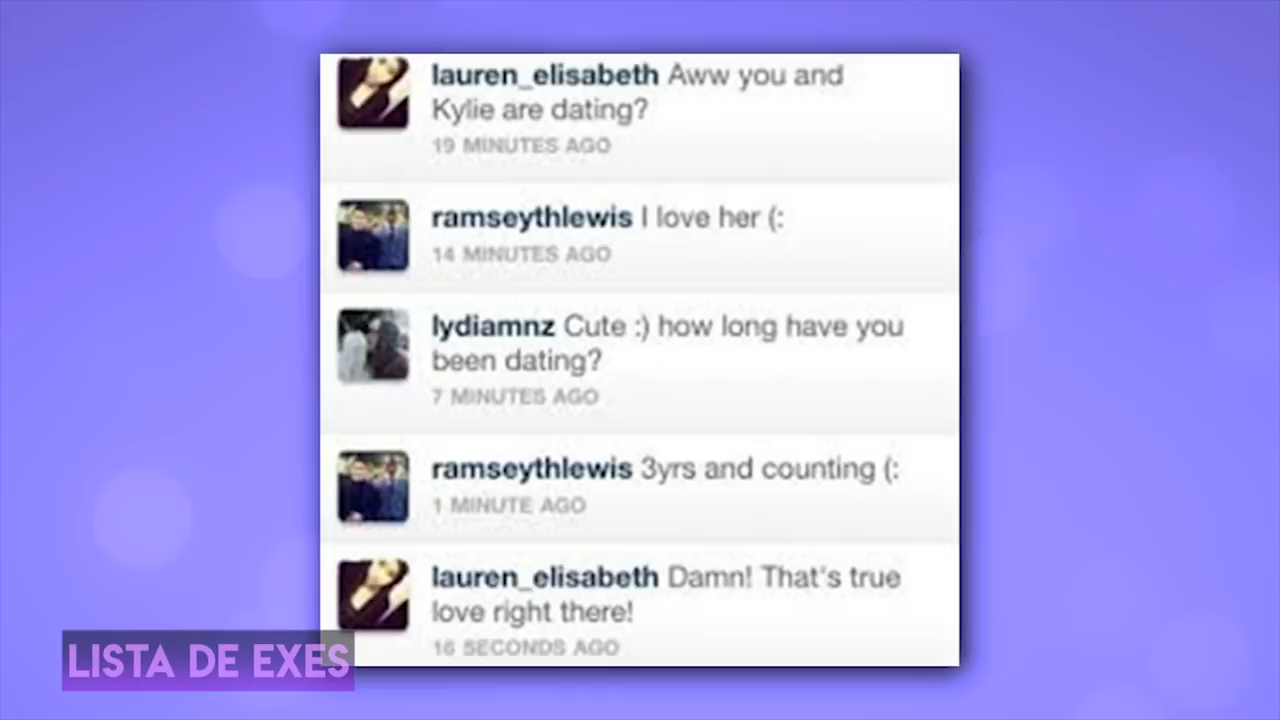 lauren_elisabeth Aww you and
Kylie are dating?
19 MINUTES AGO
ramseythlewis I love her (:
14 MINUTES AGO
lydiamnz Cute :) how long have you
been dating?
7 MINUTES AGO
ramseythlewis 3yrs and counting (:
1 MINUTE AGO
lauren_elisabeth Damn! That's true
love right there!
16 SECONDS AGO
LISTA DE EXES